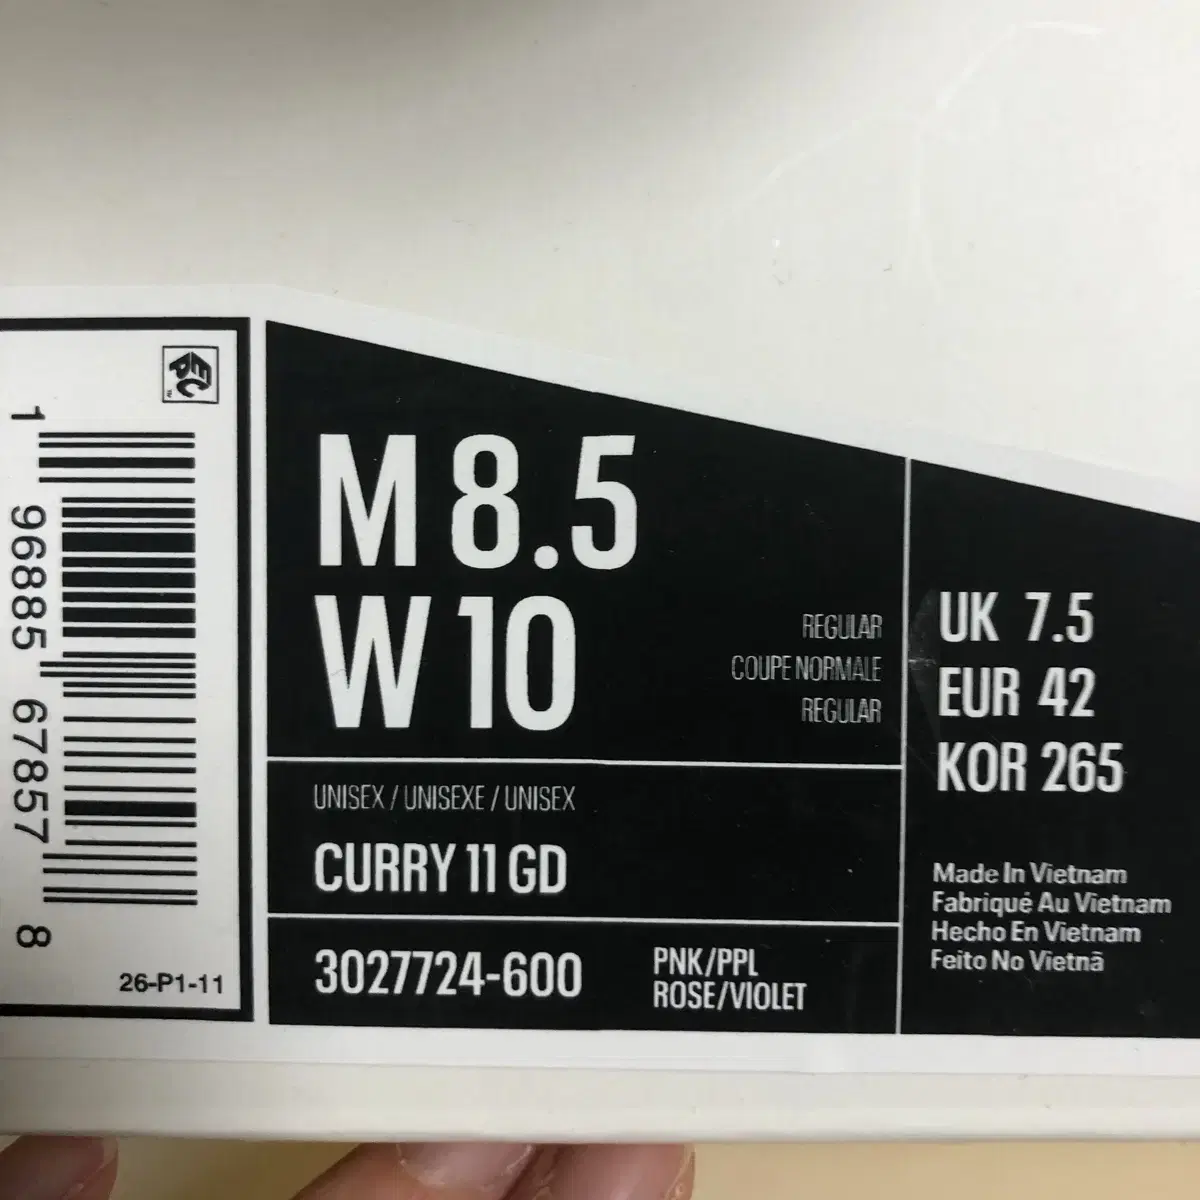 ECP™
1 96885 67857 8
26-P1-11
M 8.5
W 10
REGULAR
COUPE NORMALE
REGULAR
UNISEX / UNISEXE / UNISEX
CURRY 11 GD
3027724-600
PNK/PPL
ROSE/VIOLET
UK 7.5
EUR 42
KOR 265
Made In Vietnam
Fabriqué Au Vietnam
Hecho En Vietnam
Feito No Vietnã